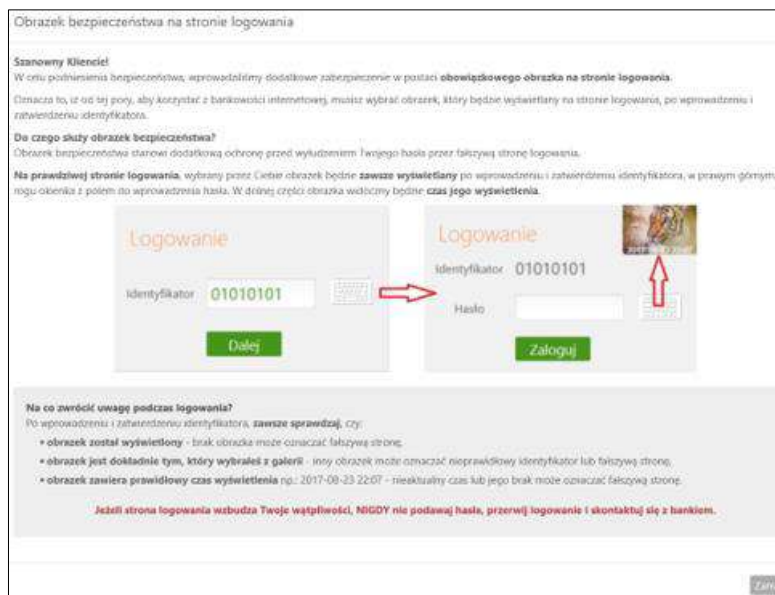 Obrazek bezpieczeństwa na stronie logowania
Szanowny Kliencie!
W celu podniesienia bezpieczeństwa, wprowadziliśmy dodatkowe zabezpieczenie w postaci obowiązkowego obrazka na stronie logowania.
Oznacza to, iż od tej pory, aby korzystać z bankowości internetowej, musisz wybrać obrazek, który będzie wyświetlany na stronie logowania, po wprowadzeniu i
zatwierdzeniu identyfikatora.
Do czego służy obrazek bezpieczeństwa?
Obrazek bezpieczeństwa stanowi dodatkową ochronę przed wyłudzeniem Twojego hasła przez fałszywą stronę logowania.
Na prawdziwej stronie logowania, wybrany przez Ciebie obrazek będzie zawsze wyświetlany po wprowadzeniu i zatwierdzeniu identyfikatora, w prawym górnym
rogu okienka z polem do wprowadzenia hasła. W dolnej części obrazka widoczny będzie czas jego wyświetlenia.
Logowanie
Identyfikator 01010101
Dalej
Logowanie
Identyfikator 01010101
Hasło
Zaloguj
Na co zwrócić uwagę podczas logowania?
Po wprowadzeniu i zatwierdzeniu identyfikatora, zawsze sprawdzaj, czy:
• obrazek został wyświetlony - brak obrazka może oznaczać fałszywą stronę,
• obrazek jest dokładnie tym, który wybrałeś z galerii - inny obrazek może oznaczać nieprawidłowy identyfikator lub fałszywą stronę,
• obrazek zawiera prawidłowy czas wyświetlenia np.: 2017-08-23 22:07 - nieaktualny czas lub jego brak może oznaczać fałszywą stronę.
Jeżeli strona logowania wzbudza Twoje wątpliwości, NIGDY nie podawaj hasła, przerwij logowanie i skontaktuj się z bankiem.